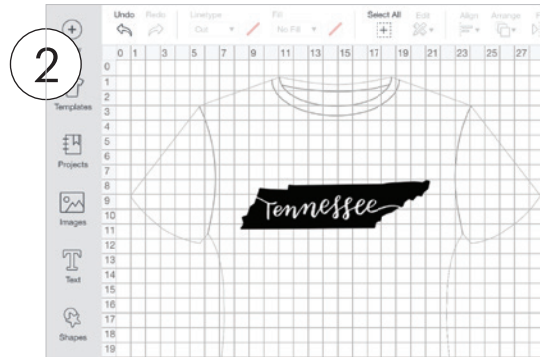 2
Undo Redo Linetype Fill Select All Edit Align Arrange
Cut No Fill
0 1 3 5 7 9 11 13 15 17 19 21 23 25 27
0
1
2
3
4
5
6
7
8
9
10
11
12
13
14
15
16
17
18
19
Templates
Projects
Images
Text
Shapes
Tennessee